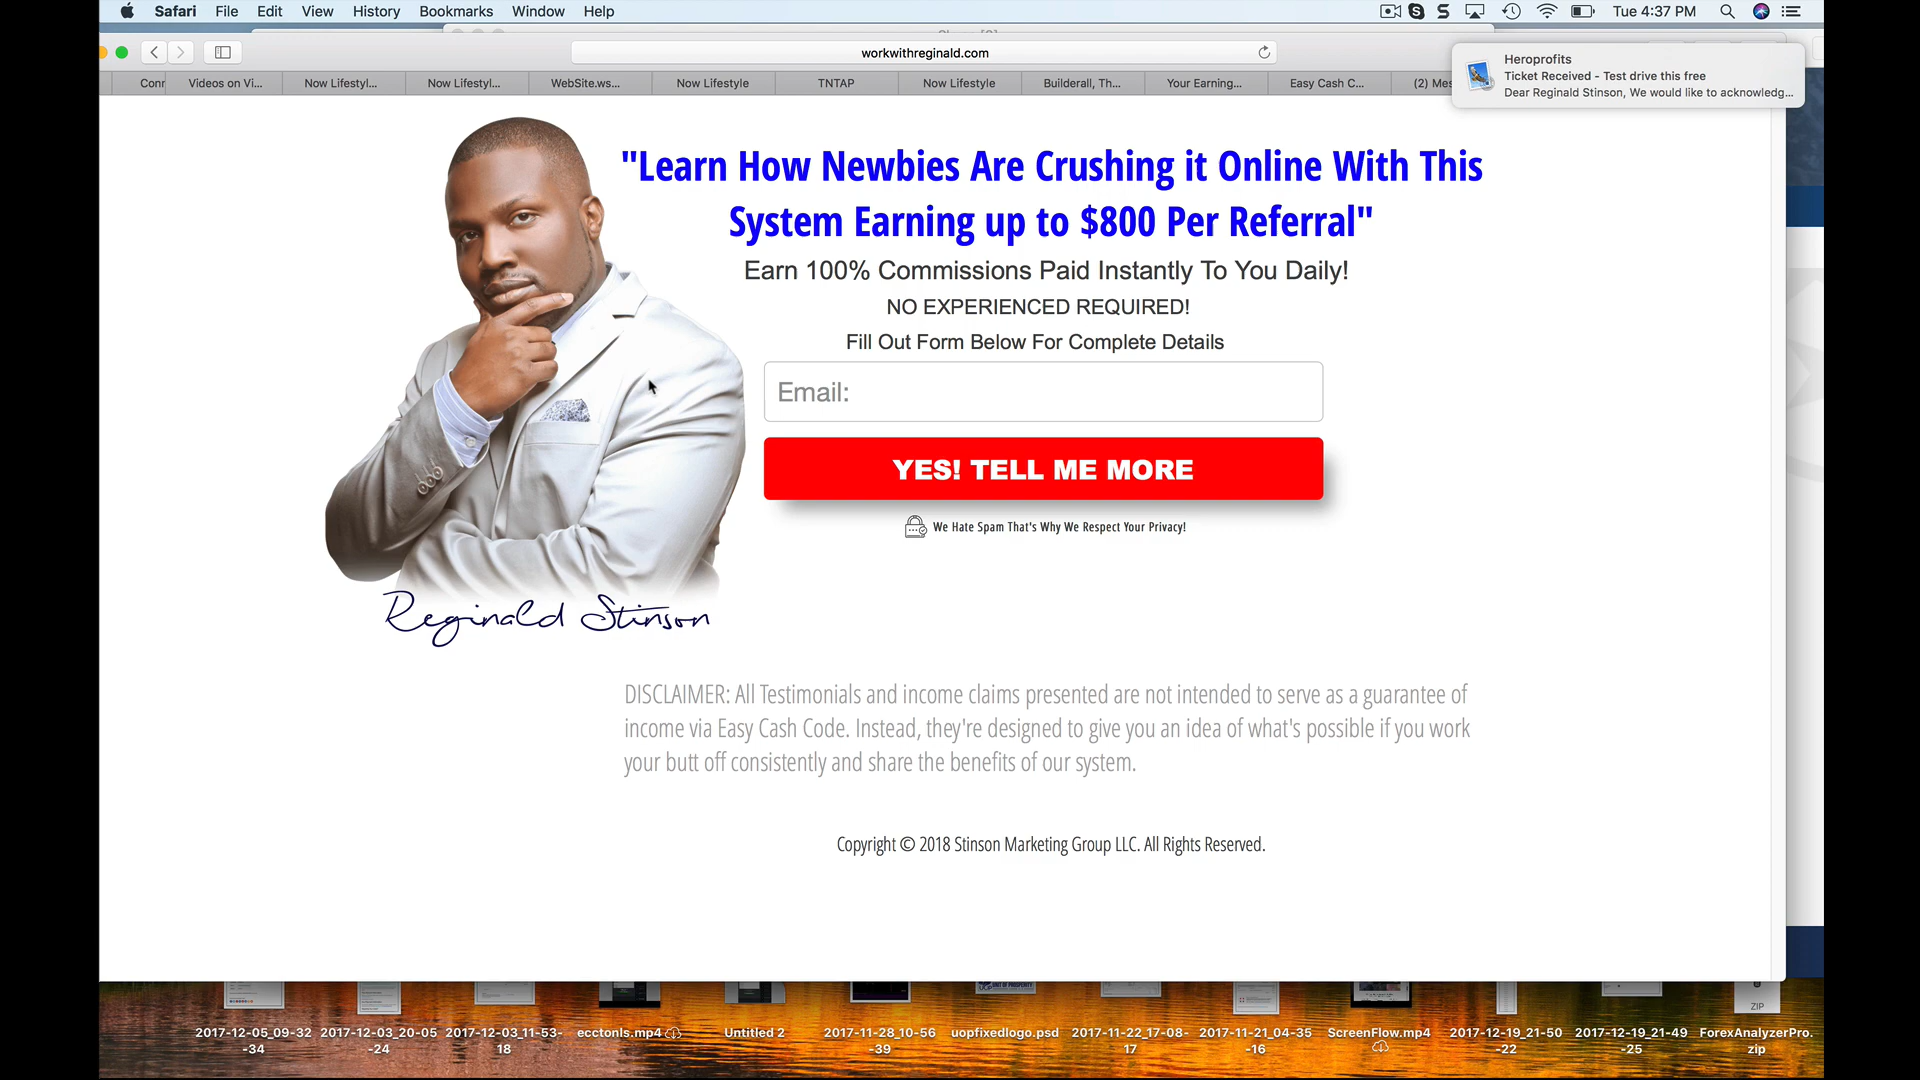 Safari File Edit View History Bookmarks Window Help Tue 4:37 PM
workwithreginald.com
Heroprofits
Ticket Received - Test drive this free
Dear Reginald Stinson, We would like to acknowledg...
Videos on Vi... Now Lifestyl... Now Lifestyl... WebSite.ws... Now Lifestyle TNTAP Now Lifestyle Builderall, Th... Your Earning... Easy Cash C...
"Learn How Newbies Are Crushing it Online With This
System Earning up to $800 Per Referral"
Earn 100% Commissions Paid Instantly To You Daily!
NO EXPERIENCED REQUIRED!
Fill Out Form Below For Complete Details
Email:
YES! TELL ME MORE
We Hate Spam That's Why We Respect Your Privacy!
Reginald Stinson
DISCLAIMER: All Testimonials and income claims presented are not intended to serve as a guarantee of
income via Easy Cash Code. Instead, they're designed to give you an idea of what's possible if you work
your butt off consistently and share the benefits of our system.
Copyright © 2018 Stinson Marketing Group LLC. All Rights Reserved.
ZIP
2017-12-05_09-32 2017-12-03_20-05 2017-12-03_11-53- ecctonls.mp4 Untitled 2 2017-11-28_10-56 uopfixedlogo.psd 2017-11-22_17-08- 2017-11-21_04-35 ScreenFlow.mp4 2017-12-19_21-50 2017-12-19_21-49 ForexAnalyzerPro.
-34 -24 18 -39 17 -16 -22 -25 zip